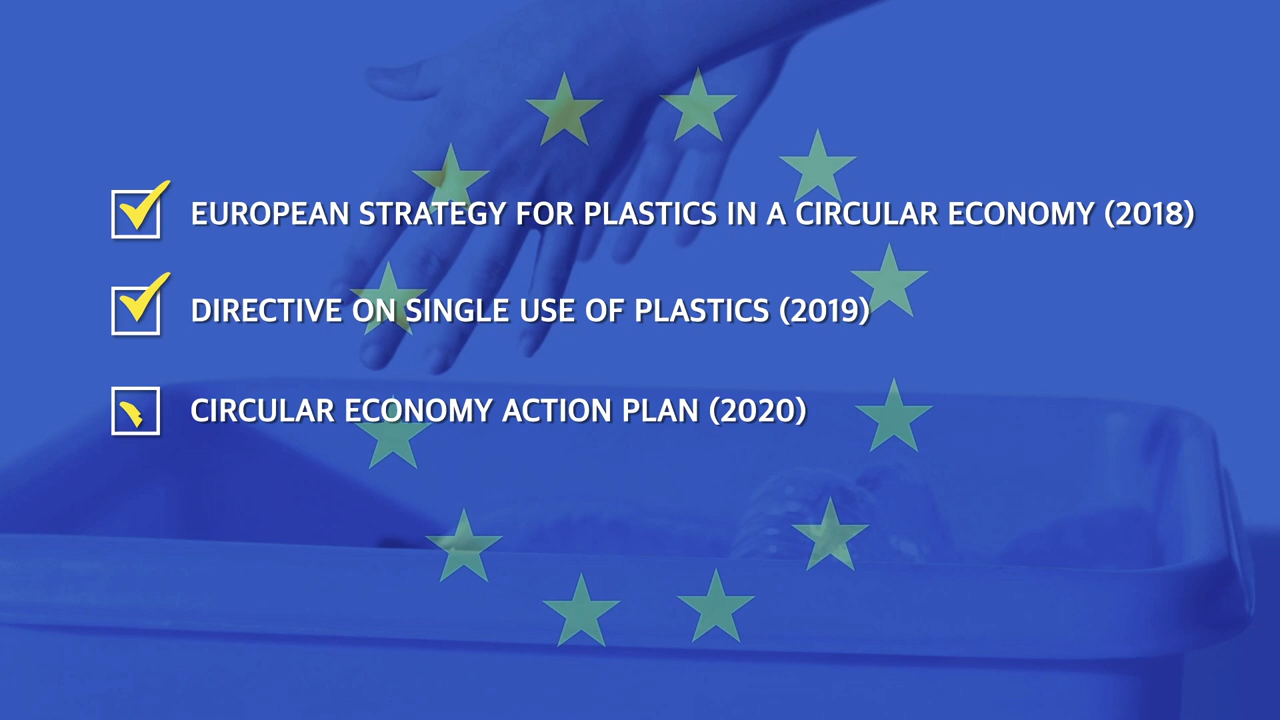 EUROPEAN STRATEGY FOR PLASTICS IN A CIRCULAR ECONOMY (2018)
DIRECTIVE ON SINGLE USE OF PLASTICS (2019)
CIRCULAR ECONOMY ACTION PLAN (2020)